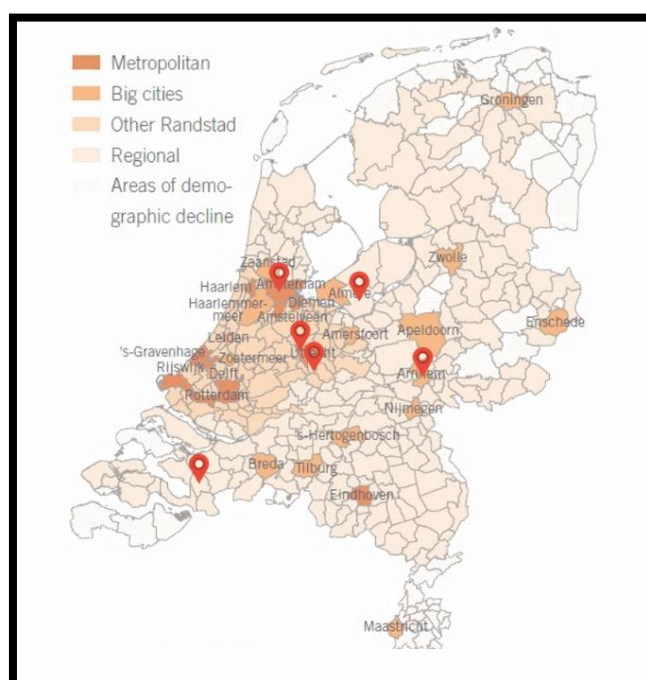 Metropolitan
Big cities
Other Randstad
Regional
Areas of demo-
graphic decline
Groningen
Zaanstad
Zwolle
Haarlem
Amsterdam
Almere
Haarlemmer-
meer
Diemen
Amstelveen
Enschede
Leiden
Amersfoort
Apeldoorn
's-Gravenhage
Zoetermeer
Utrecht
Rijswijk
Delft
Arnhem
Rotterdam
Nijmegen
's-Hertogenbosch
Breda
Tilburg
Eindhoven
Maastricht